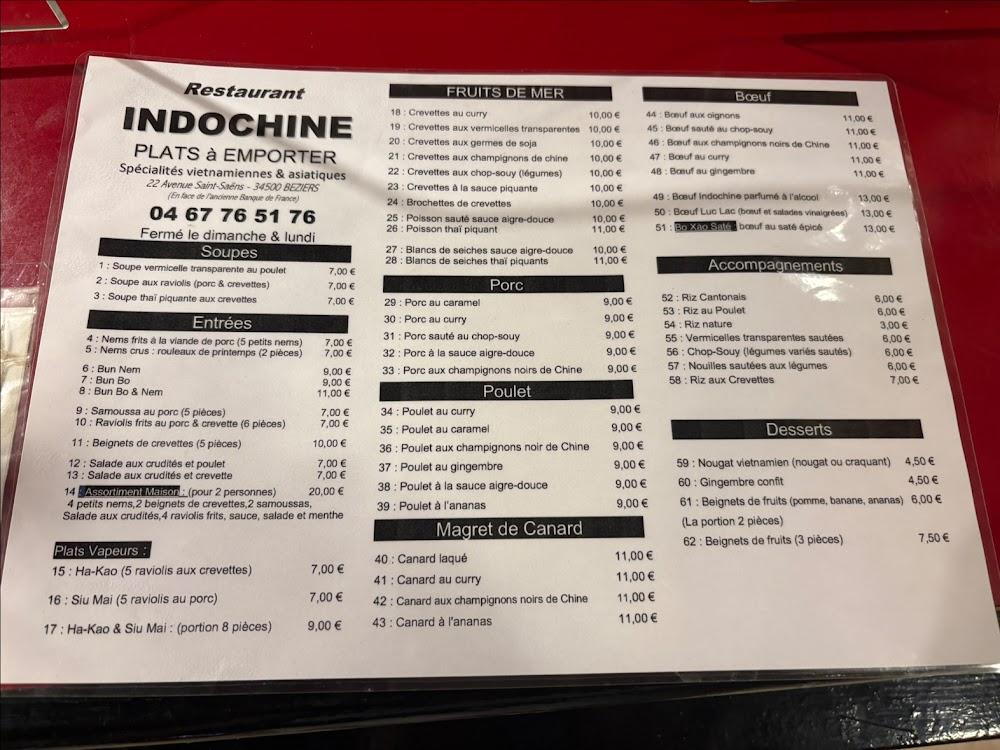 Restaurant
INDOCHINE
PLATS à EMPORTER
Spécialités vietnamiennes & asiatiques
22 Avenue Saint-Saëns - 34500 BEZIERS
(En face de l'ancienne Banque de France)
04 67 76 51 76
Fermé le dimanche & lundi
Soupes
1 : Soupe vermicelle transparente au poulet 7,00 €
2 : Soupe aux raviolis (porc & crevettes) 7,00 €
3 : Soupe thaï piquante aux crevettes 7,00 €
Entrées
4 : Nems frits à la viande de porc (5 petits nems) 7,00 €
5 : Nems crus : rouleaux de printemps (2 pièces) 7,00 €
6 : Bun Nem 9,00 €
7 : Bun Bo 9,00 €
8 : Bun Bo & Nem 11,00 €
9 : Samoussa au porc (5 pièces) 7,00 €
10 : Raviolis frits au porc & crevette (6 pièces) 7,00 €
11 : Beignets de crevettes (5 pièces) 10,00 €
12 : Salade aux crudités et poulet 7,00 €
13 : Salade aux crudités et crevette 7,00 €
14 : Assortiment Maison : (pour 2 personnes) 20,00 €
4 petits nems,2 beignets de crevettes,2 samoussas,
Salade aux crudités,4 raviolis frits, sauce, salade et menthe
Plats Vapeurs :
15 : Ha-Kao (5 raviolis aux crevettes) 7,00 €
16 : Siu Mai (5 raviolis au porc) 7,00 €
17 : Ha-Kao & Siu Mai : (portion 8 pièces) 9,00 €
FRUITS DE MER
18 : Crevettes au curry 10,00 €
19 : Crevettes aux vermicelles transparentes 10,00 €
20 : Crevettes aux germes de soja 10,00 €
21 : Crevettes aux champignons de chine 10,00 €
22 : Crevettes aux chop-souy (légumes) 10,00 €
23 : Crevettes à la sauce piquante 10,00 €
24 : Brochettes de crevettes 10,00 €
25 : Poisson sauté sauce aigre-douce 10,00 €
26 : Poisson thaï piquant 11,00 €
27 : Blancs de seiches sauce aigre-douce 10,00 €
28 : Blancs de seiches thaï piquants 11,00 €
Porc
29 : Porc au caramel 9,00 €
30 : Porc au curry 9,00 €
31 : Porc sauté au chop-souy 9,00 €
32 : Porc à la sauce aigre-douce 9,00 €
33 : Porc aux champignons noirs de Chine 9,00 €
Poulet
34 : Poulet au curry 9,00 €
35 : Poulet au caramel 9,00 €
36 : Poulet aux champignons noir de Chine 9,00 €
37 : Poulet au gingembre 9,00 €
38 : Poulet à la sauce aigre-douce 9,00 €
39 : Poulet à l'ananas 9,00 €
Magret de Canard
40 : Canard laqué 11,00 €
41 : Canard au curry 11,00 €
42 : Canard aux champignons noirs de Chine 11,00 €
43 : Canard à l'ananas 11,00 €
Bœuf
44 : Bœuf aux oignons 11,00 €
45 : Bœuf sauté au chop-souy 11,00 €
46 : Bœuf aux champignons noirs de Chine 11,00 €
47 : Bœuf au curry 11,00 €
48 : Bœuf au gingembre 11,00 €
49 : Bœuf Indochine parfumé à l'alcool 13,00 €
50 : Bœuf Luc Lac (bœuf et salades vinaigrées) 13,00 €
51 : Bo Xào Saté : bœuf au saté épicé 13,00 €
Accompagnements
52 : Riz Cantonais 6,00 €
53 : Riz au Poulet 6,00 €
54 : Riz nature 3,00 €
55 : Vermicelles transparentes sautées 6,00 €
56 : Chop-Souy (légumes variés sautés) 6,00 €
57 : Nouilles sautées aux légumes 6,00 €
58 : Riz aux Crevettes 7,00 €
Desserts
59 : Nougat vietnamien (nougat ou craquant) 4,50 €
60 : Gingembre confit 4,50 €
61 : Beignets de fruits (pomme, banane, ananas) 6,00 €
(La portion 2 pièces)
62 : Beignets de fruits (3 pièces) 7,50 €